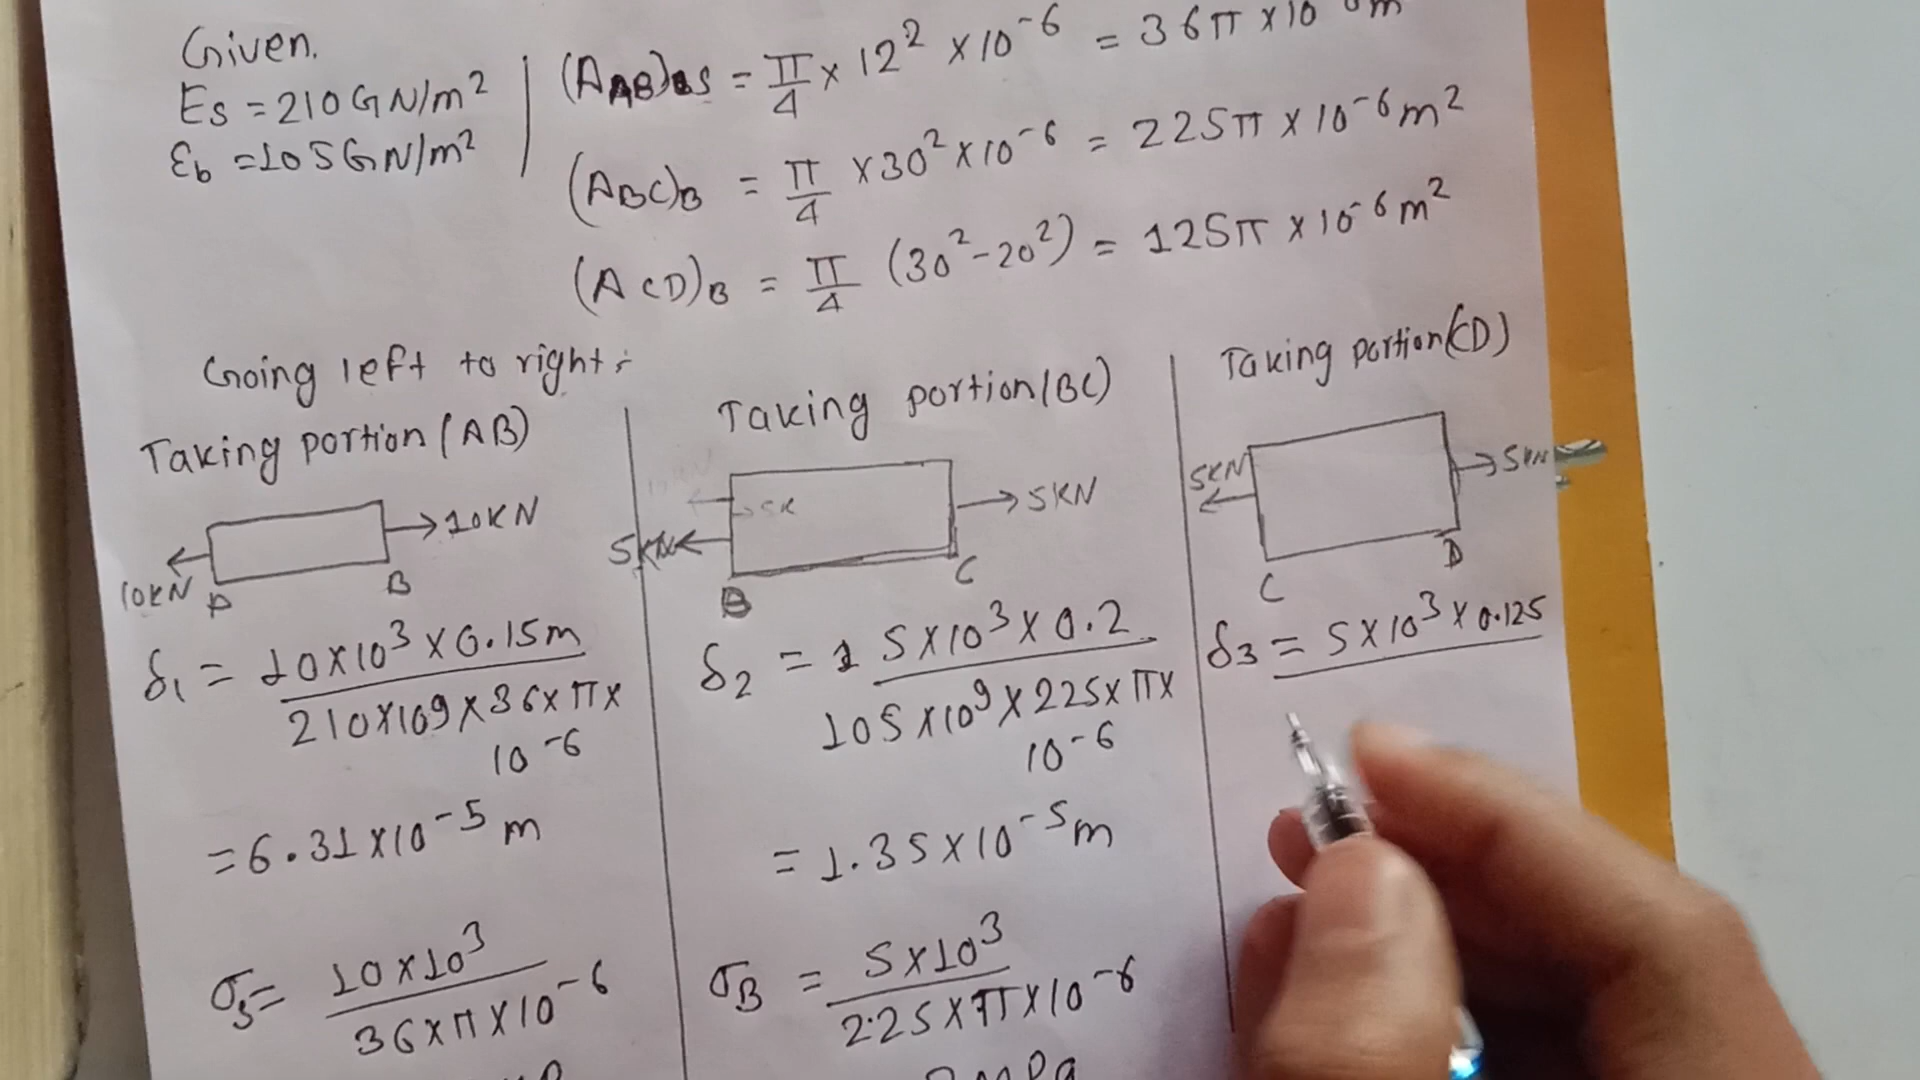 Given.
Es = 210 GN/m²
Eb = 105 GN/m²
(AAB)s = π/4 × 12² × 10⁻⁶ = 36π × 10
(ABC)B = π/4 × 30² × 10⁻⁶ = 225π × 10⁻⁶ m²
(ACD)B = π/4 (30² - 20²) = 125π × 10⁻⁶ m²
Going left to right:
Taking portion (AB)
10KN
10KN A
B
δ₁ = 10×10³ × 0.15m / 210×10⁹ × 36 × π × 10⁻⁶
= 6.31 × 10⁻⁵ m
σs = 10×10³ / 36×π×10⁻⁶
Taking portion (BC)
5KN
5KN
B
C
δ₂ = 5×10³ × 0.2 / 105×10⁹ × 225 × π × 10⁻⁶
= 1.35 × 10⁻⁵ m
σB = 5×10³ / 225×π×10⁻⁶
Taking portion (CD)
5KN
5KN
C
D
δ3 = 5×10³ × 0.125